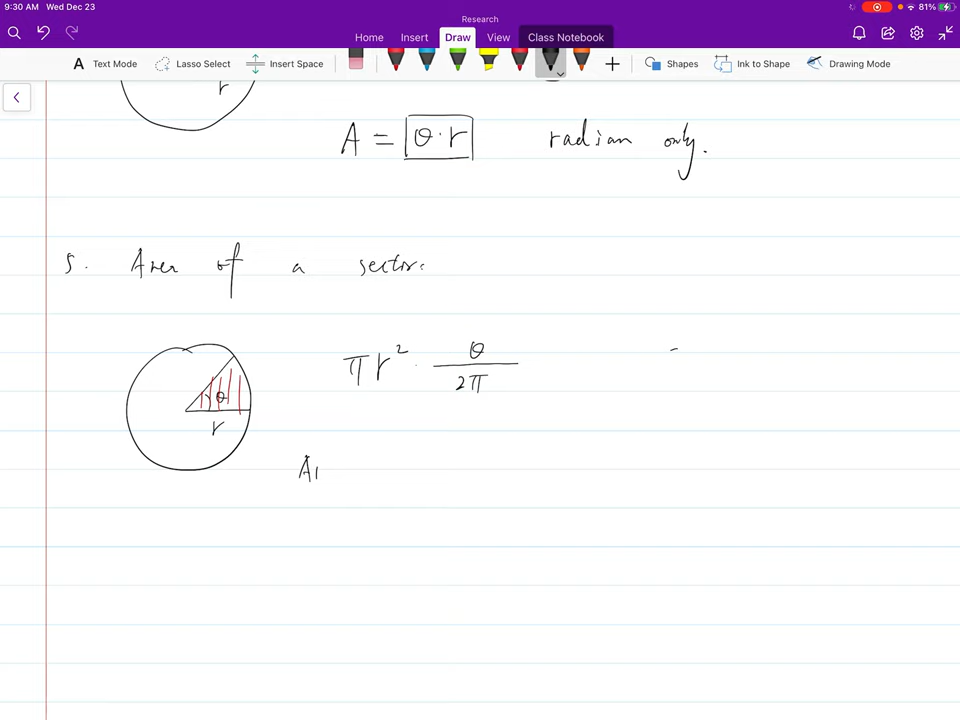 9:30 AM Wed Dec 23
81%
Research
Home Insert Draw View Class Notebook
Text Mode Lasso Select Insert Space Shapes Ink to Shape Drawing Mode
r
A = θ · r radian only.
5. Area of a sector.
πr² · θ/2π
θ
r
A